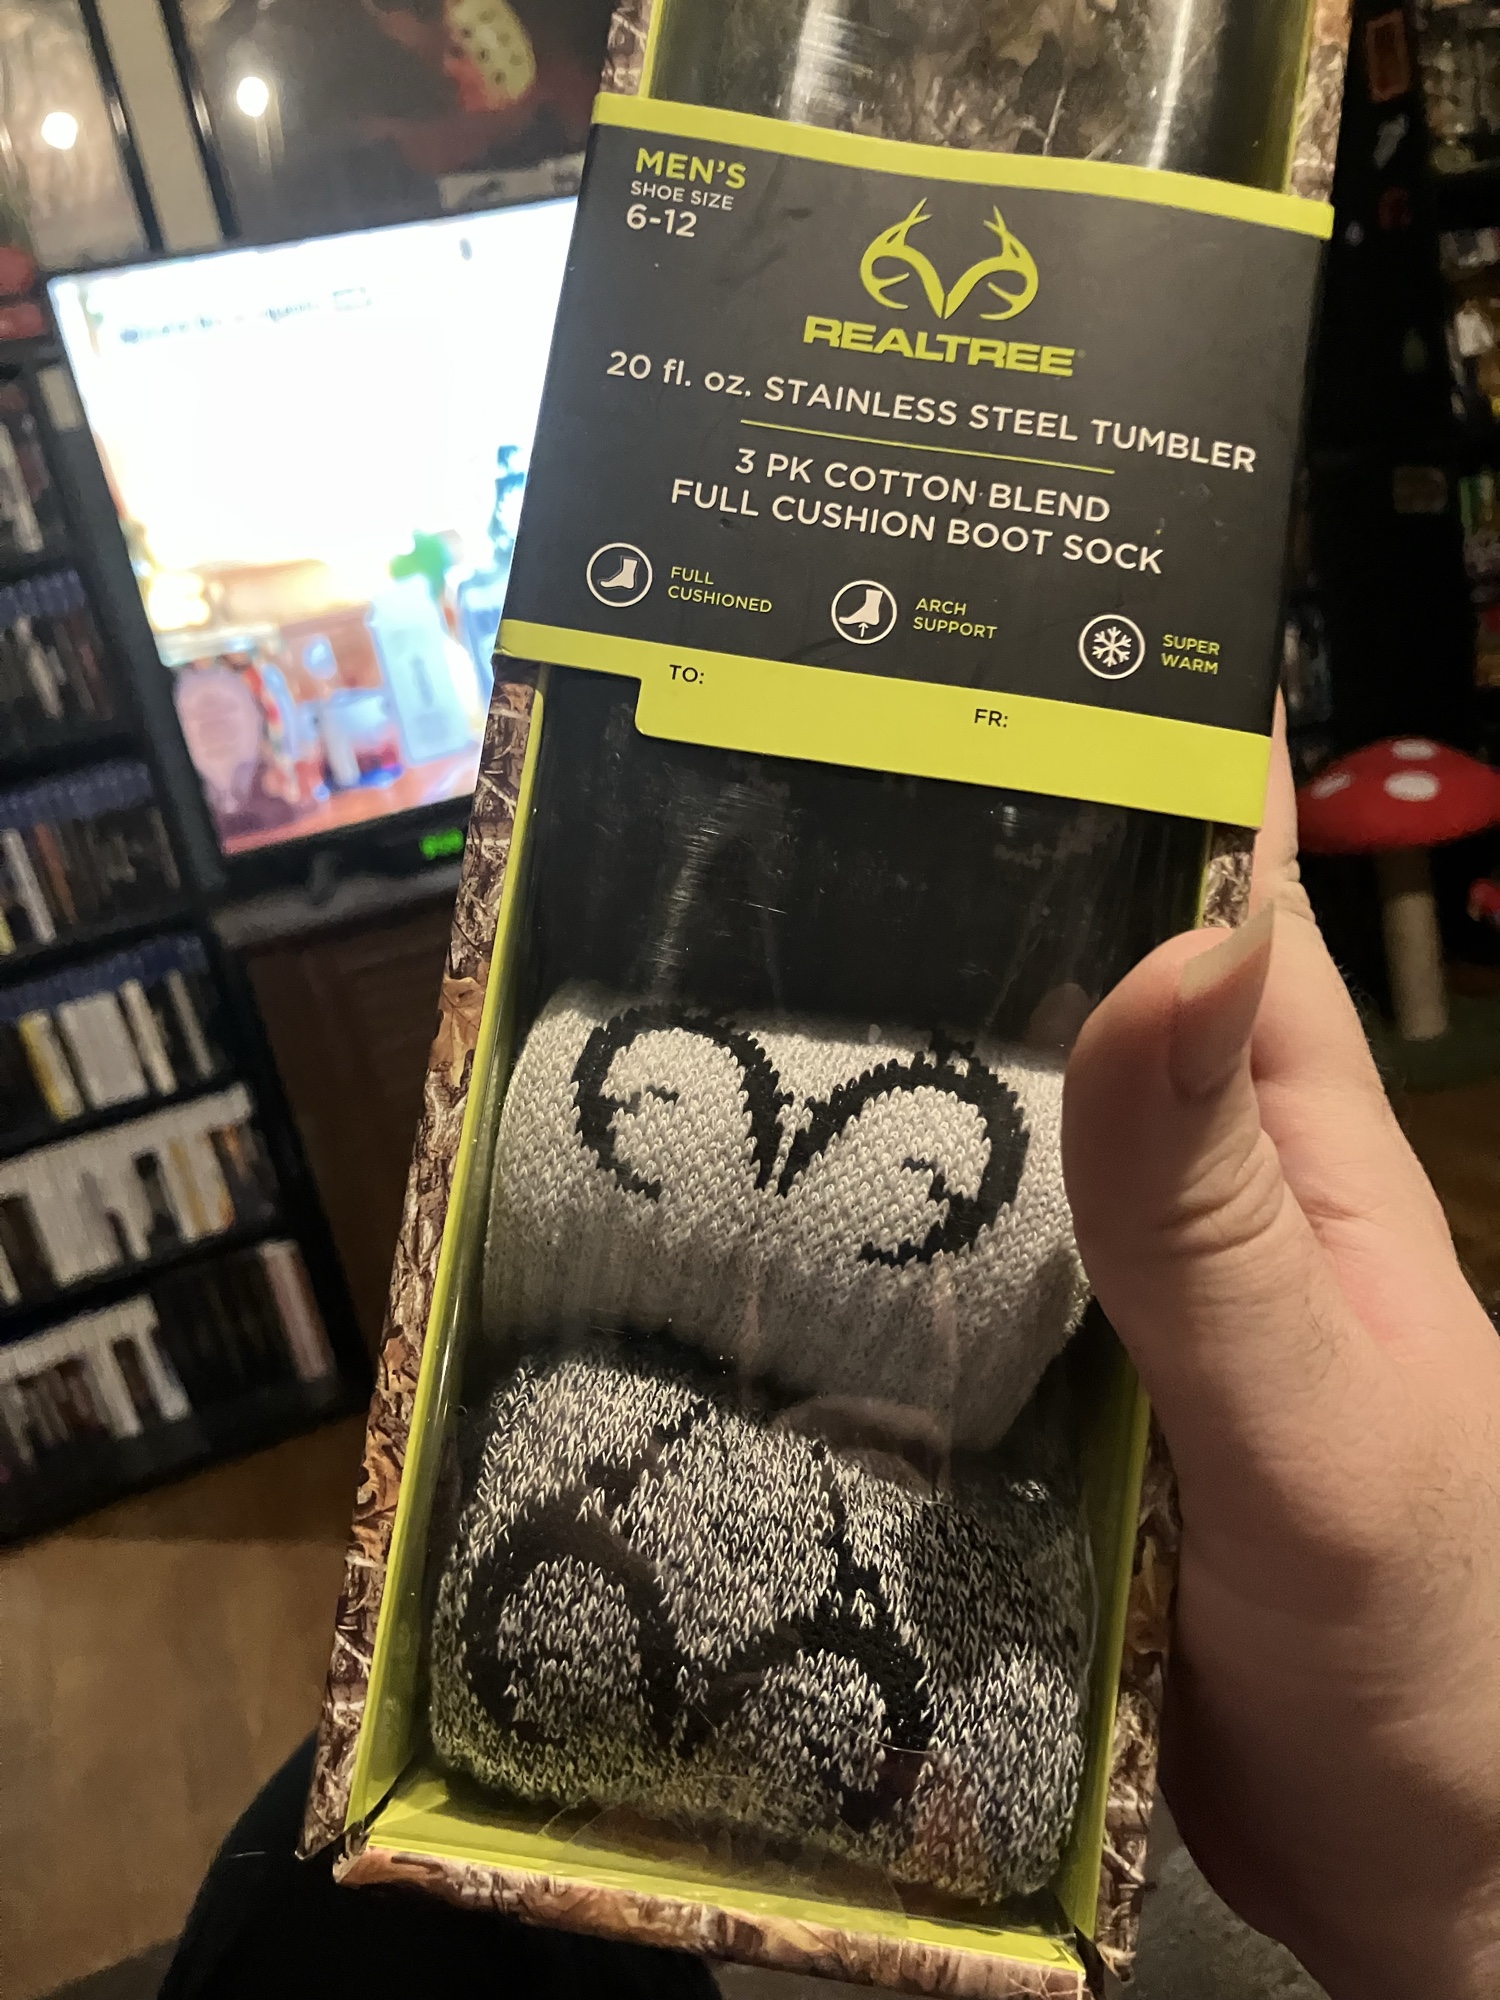 MEN'S
SHOE SIZE
6-12
REALTREE
20 fl. oz. STAINLESS STEEL TUMBLER
3 PK COTTON BLEND
FULL CUSHION BOOT SOCK
FULL
CUSHIONED
ARCH
SUPPORT
SUPER
WARM
TO:
FR: